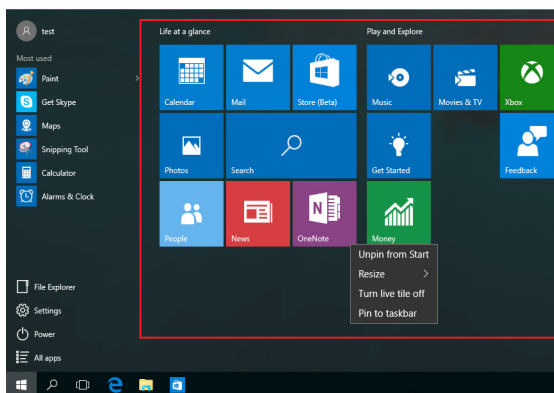 test
Most used
Paint
Get Skype
Maps
Snipping Tool
Calculator
Alarms & Clock
File Explorer
Settings
Power
All apps
Life at a glance
Play and Explore
Calendar
Mail
Store (Beta)
Music
Movies & TV
Xbox
Photos
Search
Get Started
Feedback
People
News
OneNote
Money
Unpin from Start
Resize
Turn live tile off
Pin to taskbar